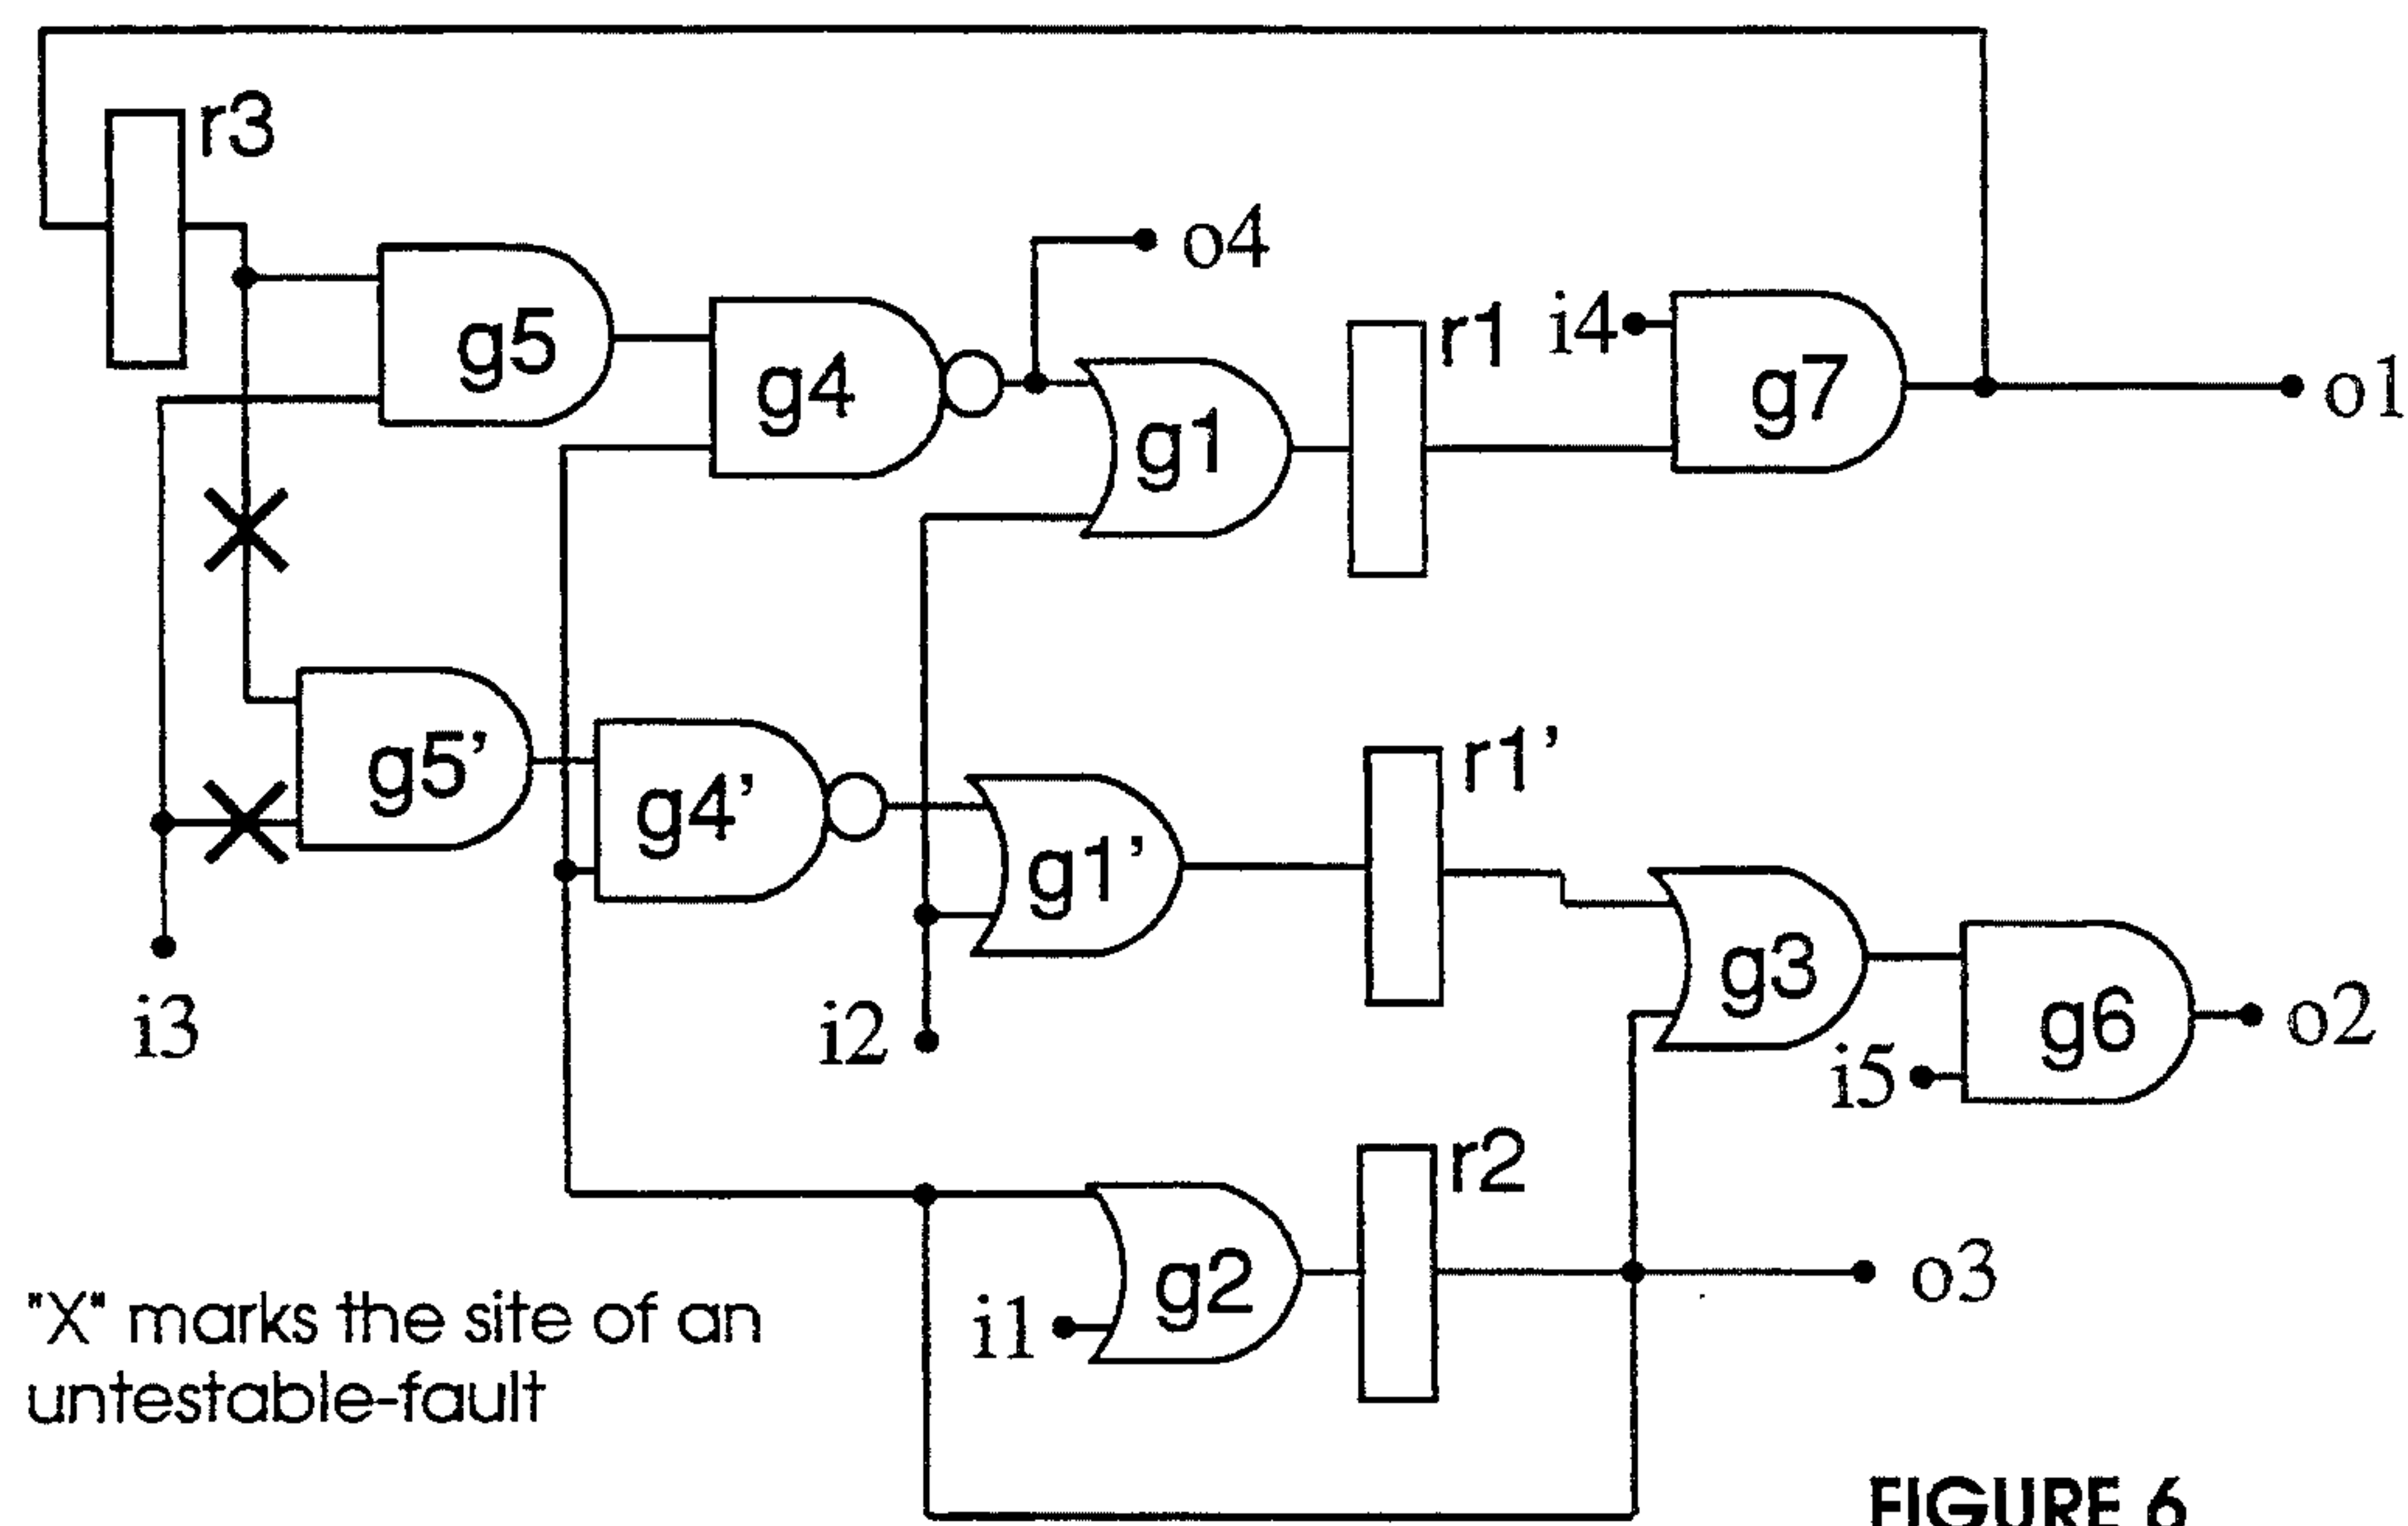 r3
o4
r1
i4
g5
g4
g7
o1
g1
r1'
g5'
g4'
g1'
g3
i3
i2
g6
o2
i5
r2
g2
o3
i1
"X" marks the site of an
untestable-fault
FIGURE 6